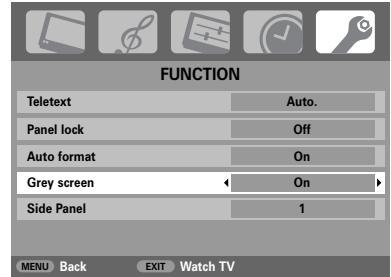 FUNCTION
Teletext Auto.
Panel lock Off
Auto format On
Grey screen On
Side Panel 1
MENU Back EXIT Watch TV